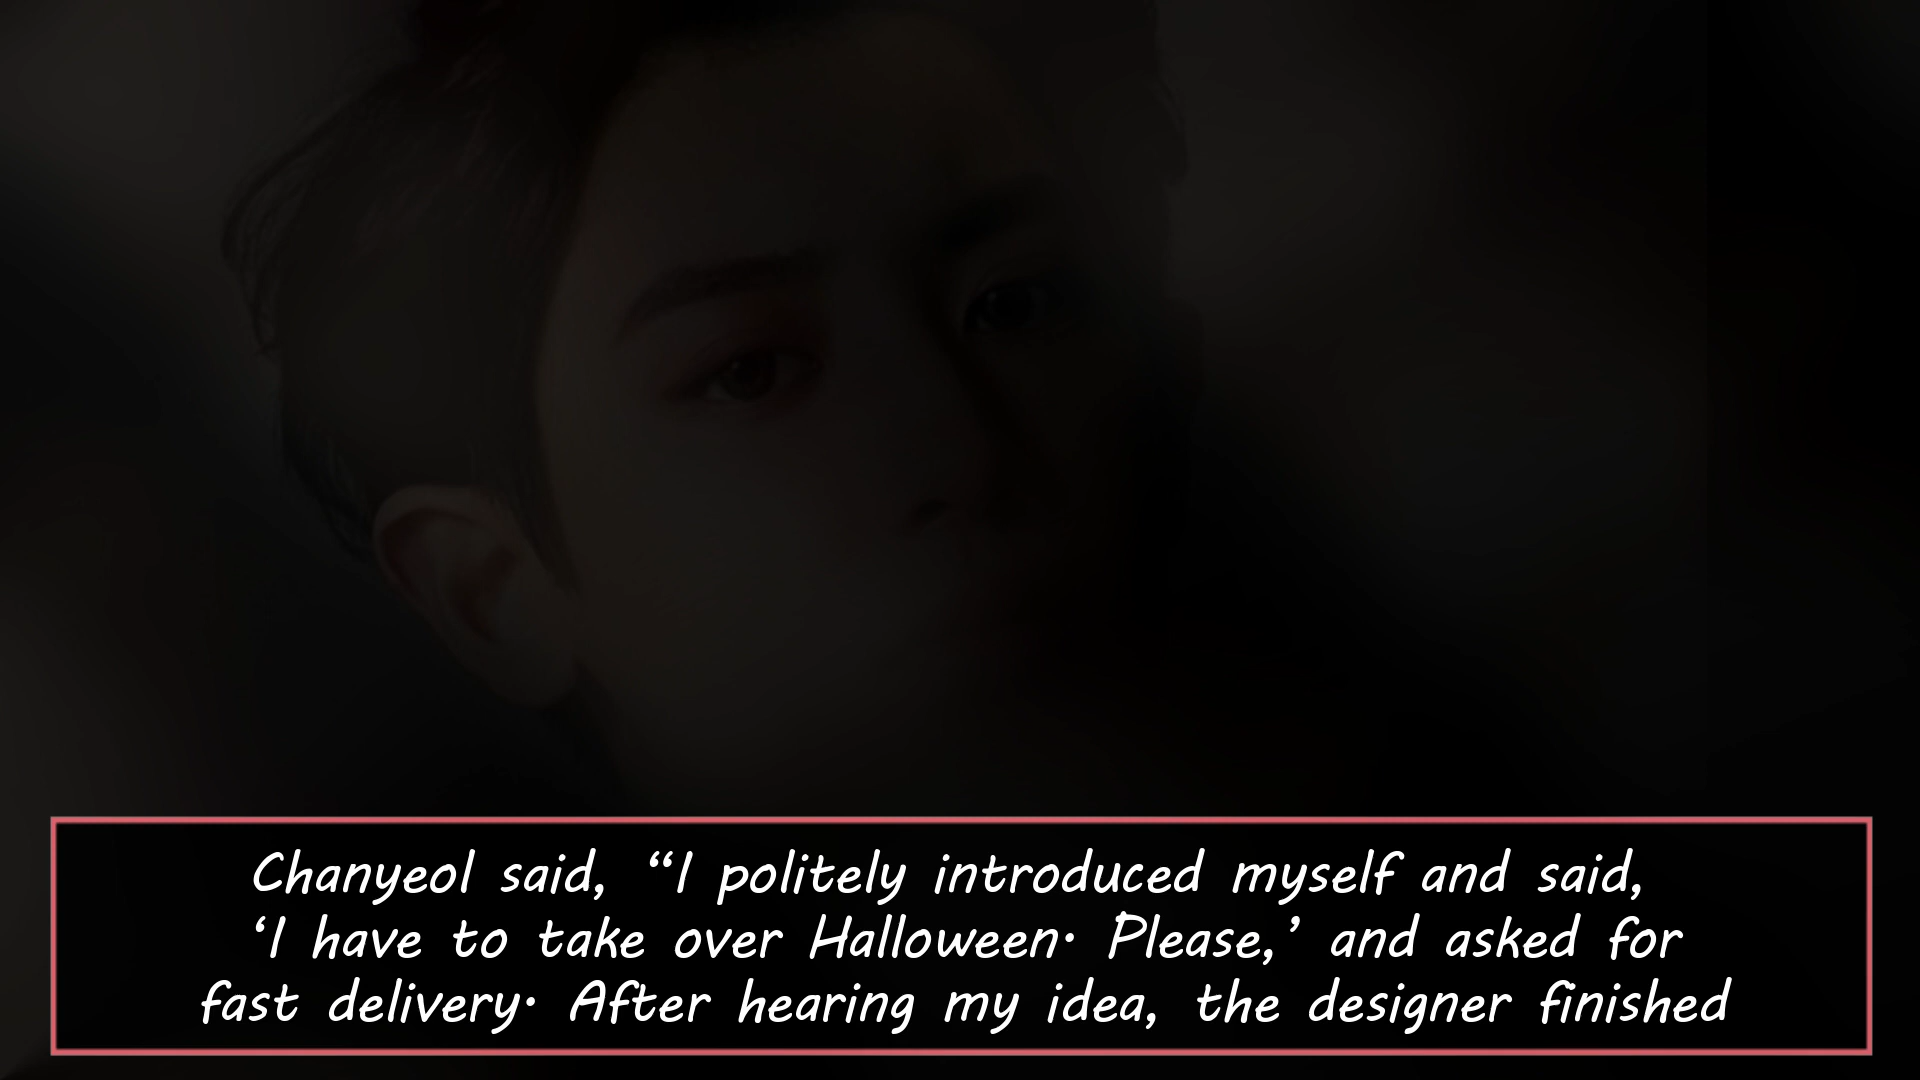 Chanyeol said, “I politely introduced myself and said,
‘I have to take over Halloween. Please,’ and asked for
fast delivery. After hearing my idea, the designer finished